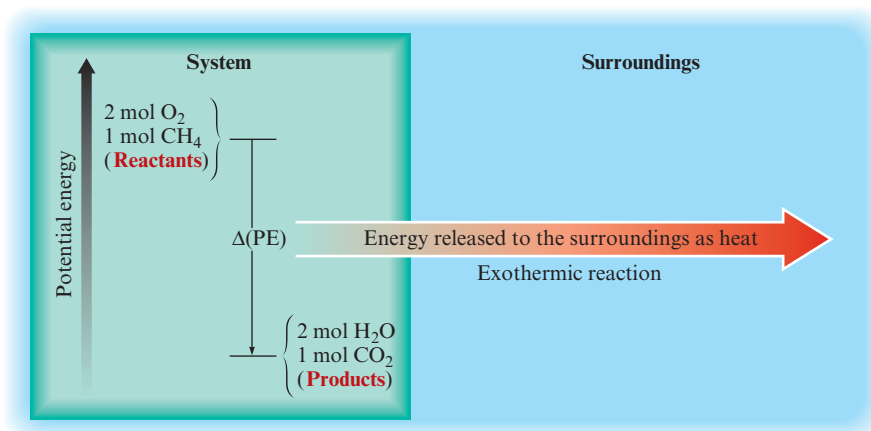 System
Surroundings
Potential energy
2 mol O₂
1 mol CH₄
(Reactants)
Δ(PE)
Energy released to the surroundings as heat
Exothermic reaction
2 mol H₂O
1 mol CO₂
(Products)